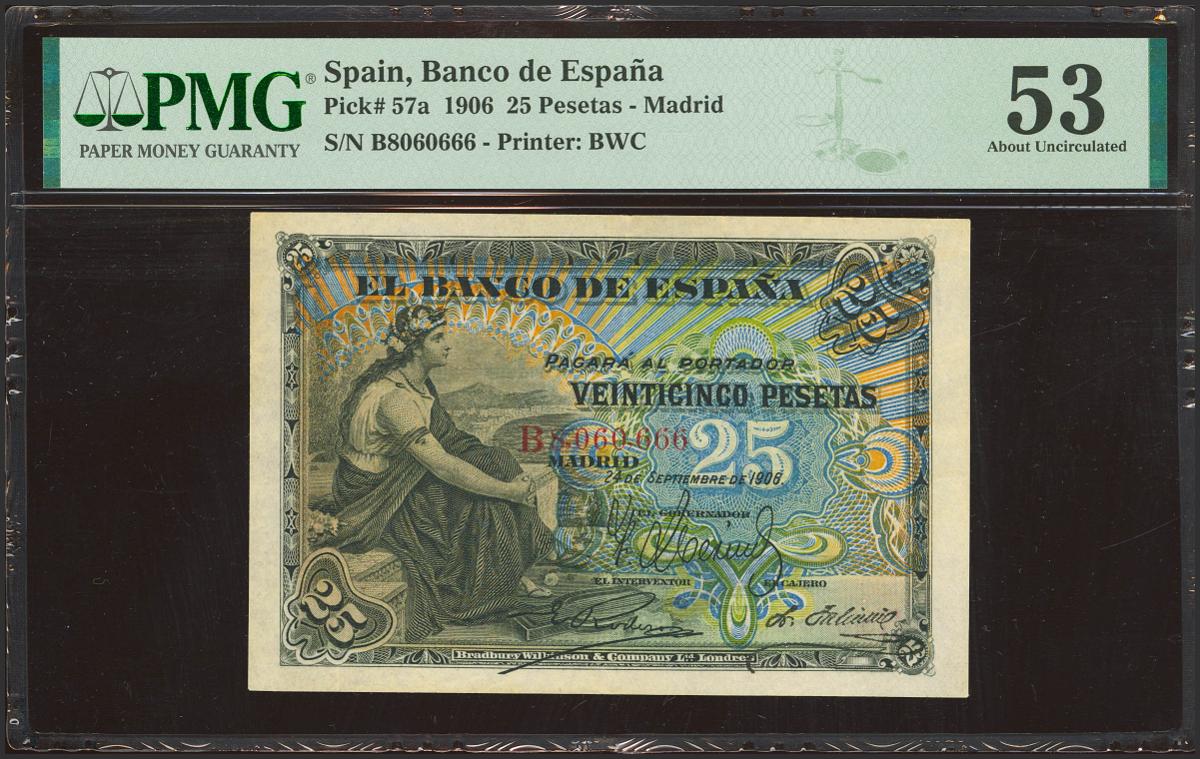 PMG®
PAPER MONEY GUARANTY
Spain, Banco de España
Pick# 57a 1906 25 Pesetas - Madrid
S/N B8060666 - Printer: BWC
53
About Uncirculated
25
25
EL BANCO DE ESPAÑA
PAGARÁ AL PORTADOR
VEINTICINCO PESETAS
B8,060,666
25
MADRID
24 DE SEPTIEMBRE DE 1906
EL GOBERNADOR
EL INTERVENTOR
EL CAJERO
25
25
Bradbury Wilkinson & Company Ld. Londres